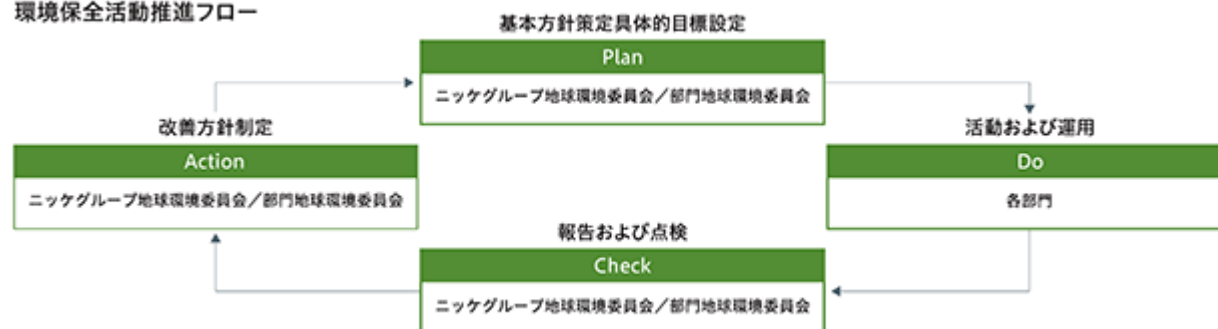 環境保全活動推進フロー
基本方針策定具体的目標設定
Plan
ニッケグループ地球環境委員会／部門地球環境委員会
活動および運用
Do
各部門
報告および点検
Check
ニッケグループ地球環境委員会／部門地球環境委員会
改善方針制定
Action
ニッケグループ地球環境委員会／部門地球環境委員会